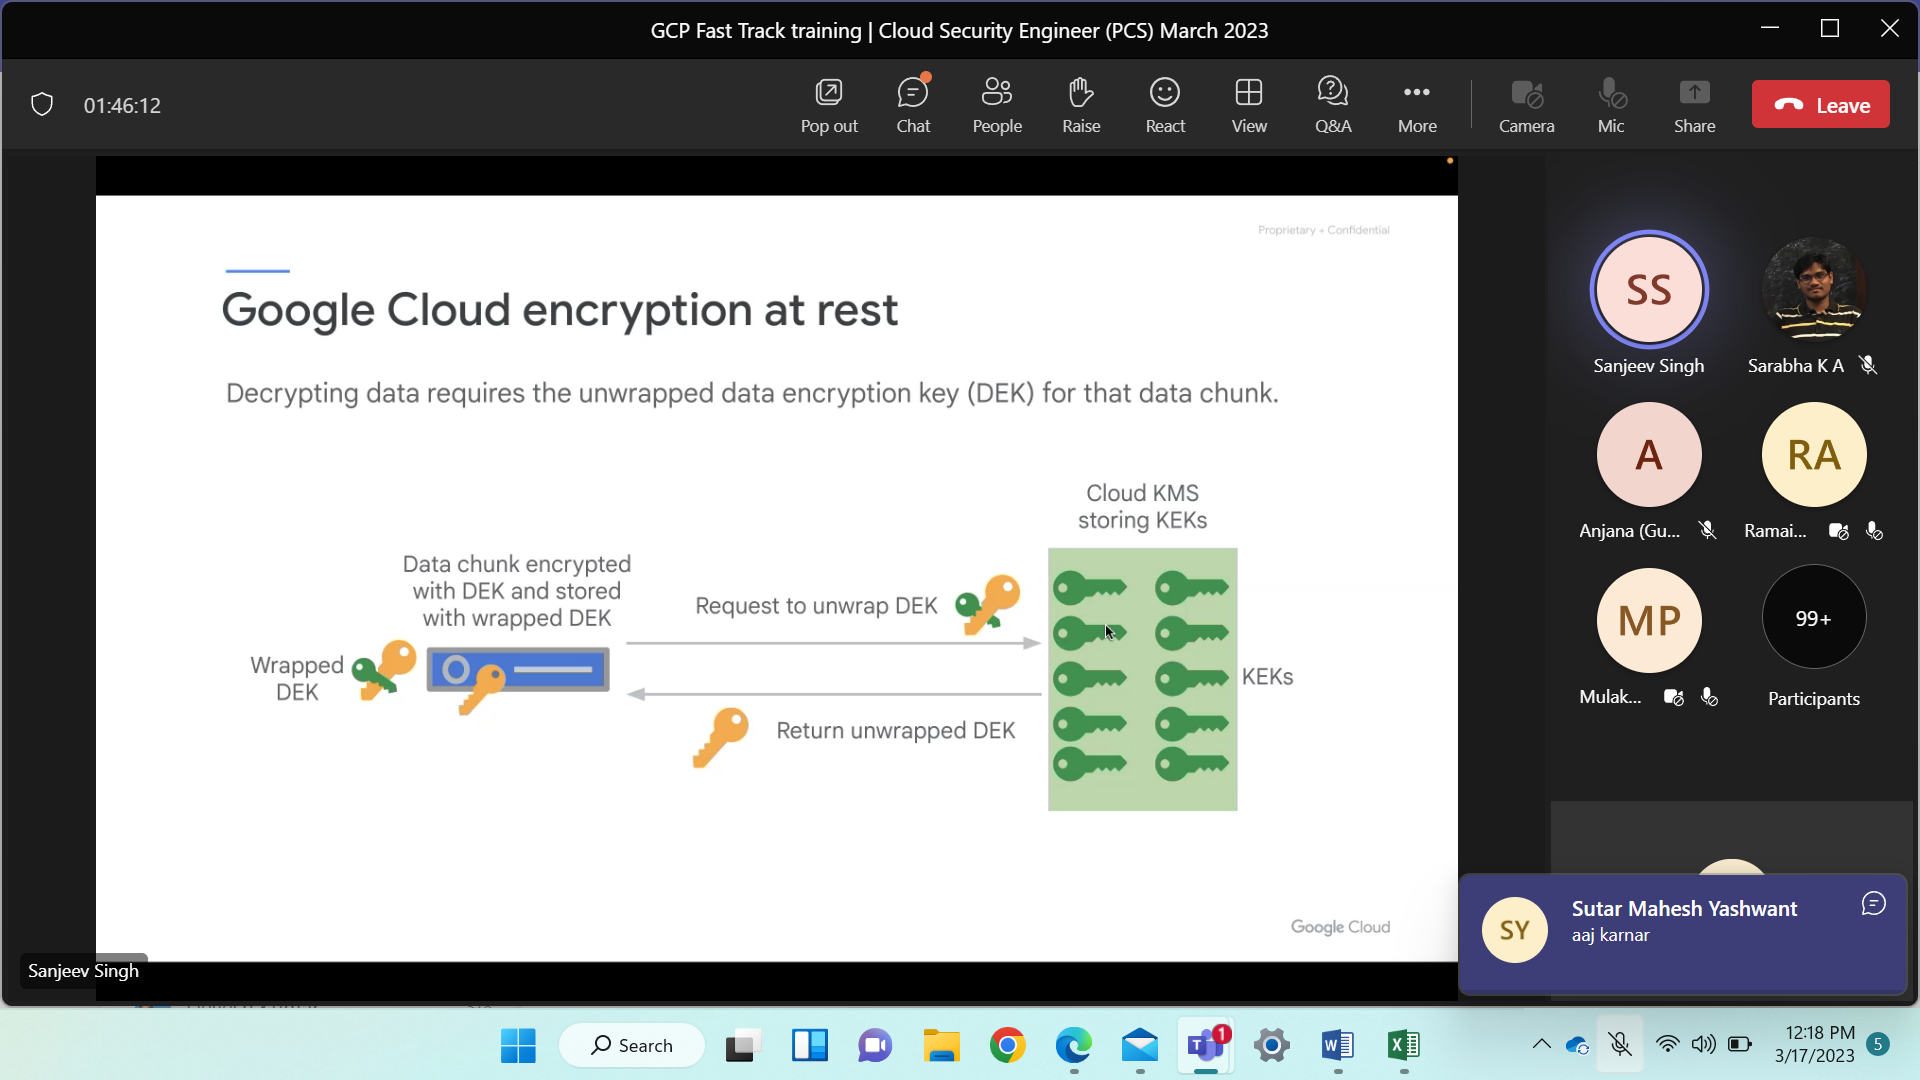 GCP Fast Track training | Cloud Security Engineer (PCS) March 2023
01:46:12
Pop out
Chat
People
Raise
React
View
Q&A
More
Camera
Mic
Share
Leave
Proprietary + Confidential
Google Cloud encryption at rest
Decrypting data requires the unwrapped data encryption key (DEK) for that data chunk.
Cloud KMS
storing KEKs
Data chunk encrypted
with DEK and stored
with wrapped DEK
Request to unwrap DEK
Wrapped
DEK
KEKs
Return unwrapped DEK
Google Cloud
Sanjeev Singh
SS
Sanjeev Singh
Sarabha K A
A
RA
Anjana (Gu...
Ramai...
MP
99+
Mulak...
Participants
SY
Sutar Mahesh Yashwant
aaj karnar
Search
1
12:18 PM
3/17/2023
5